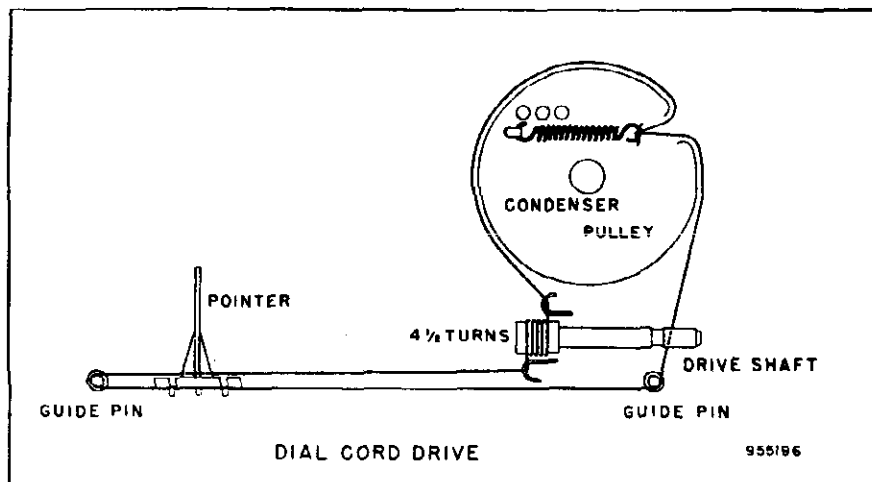 CONDENSER
PULLEY
POINTER
4 1/2 TURNS
DRIVE SHAFT
GUIDE PIN
GUIDE PIN
DIAL CORD DRIVE
955196